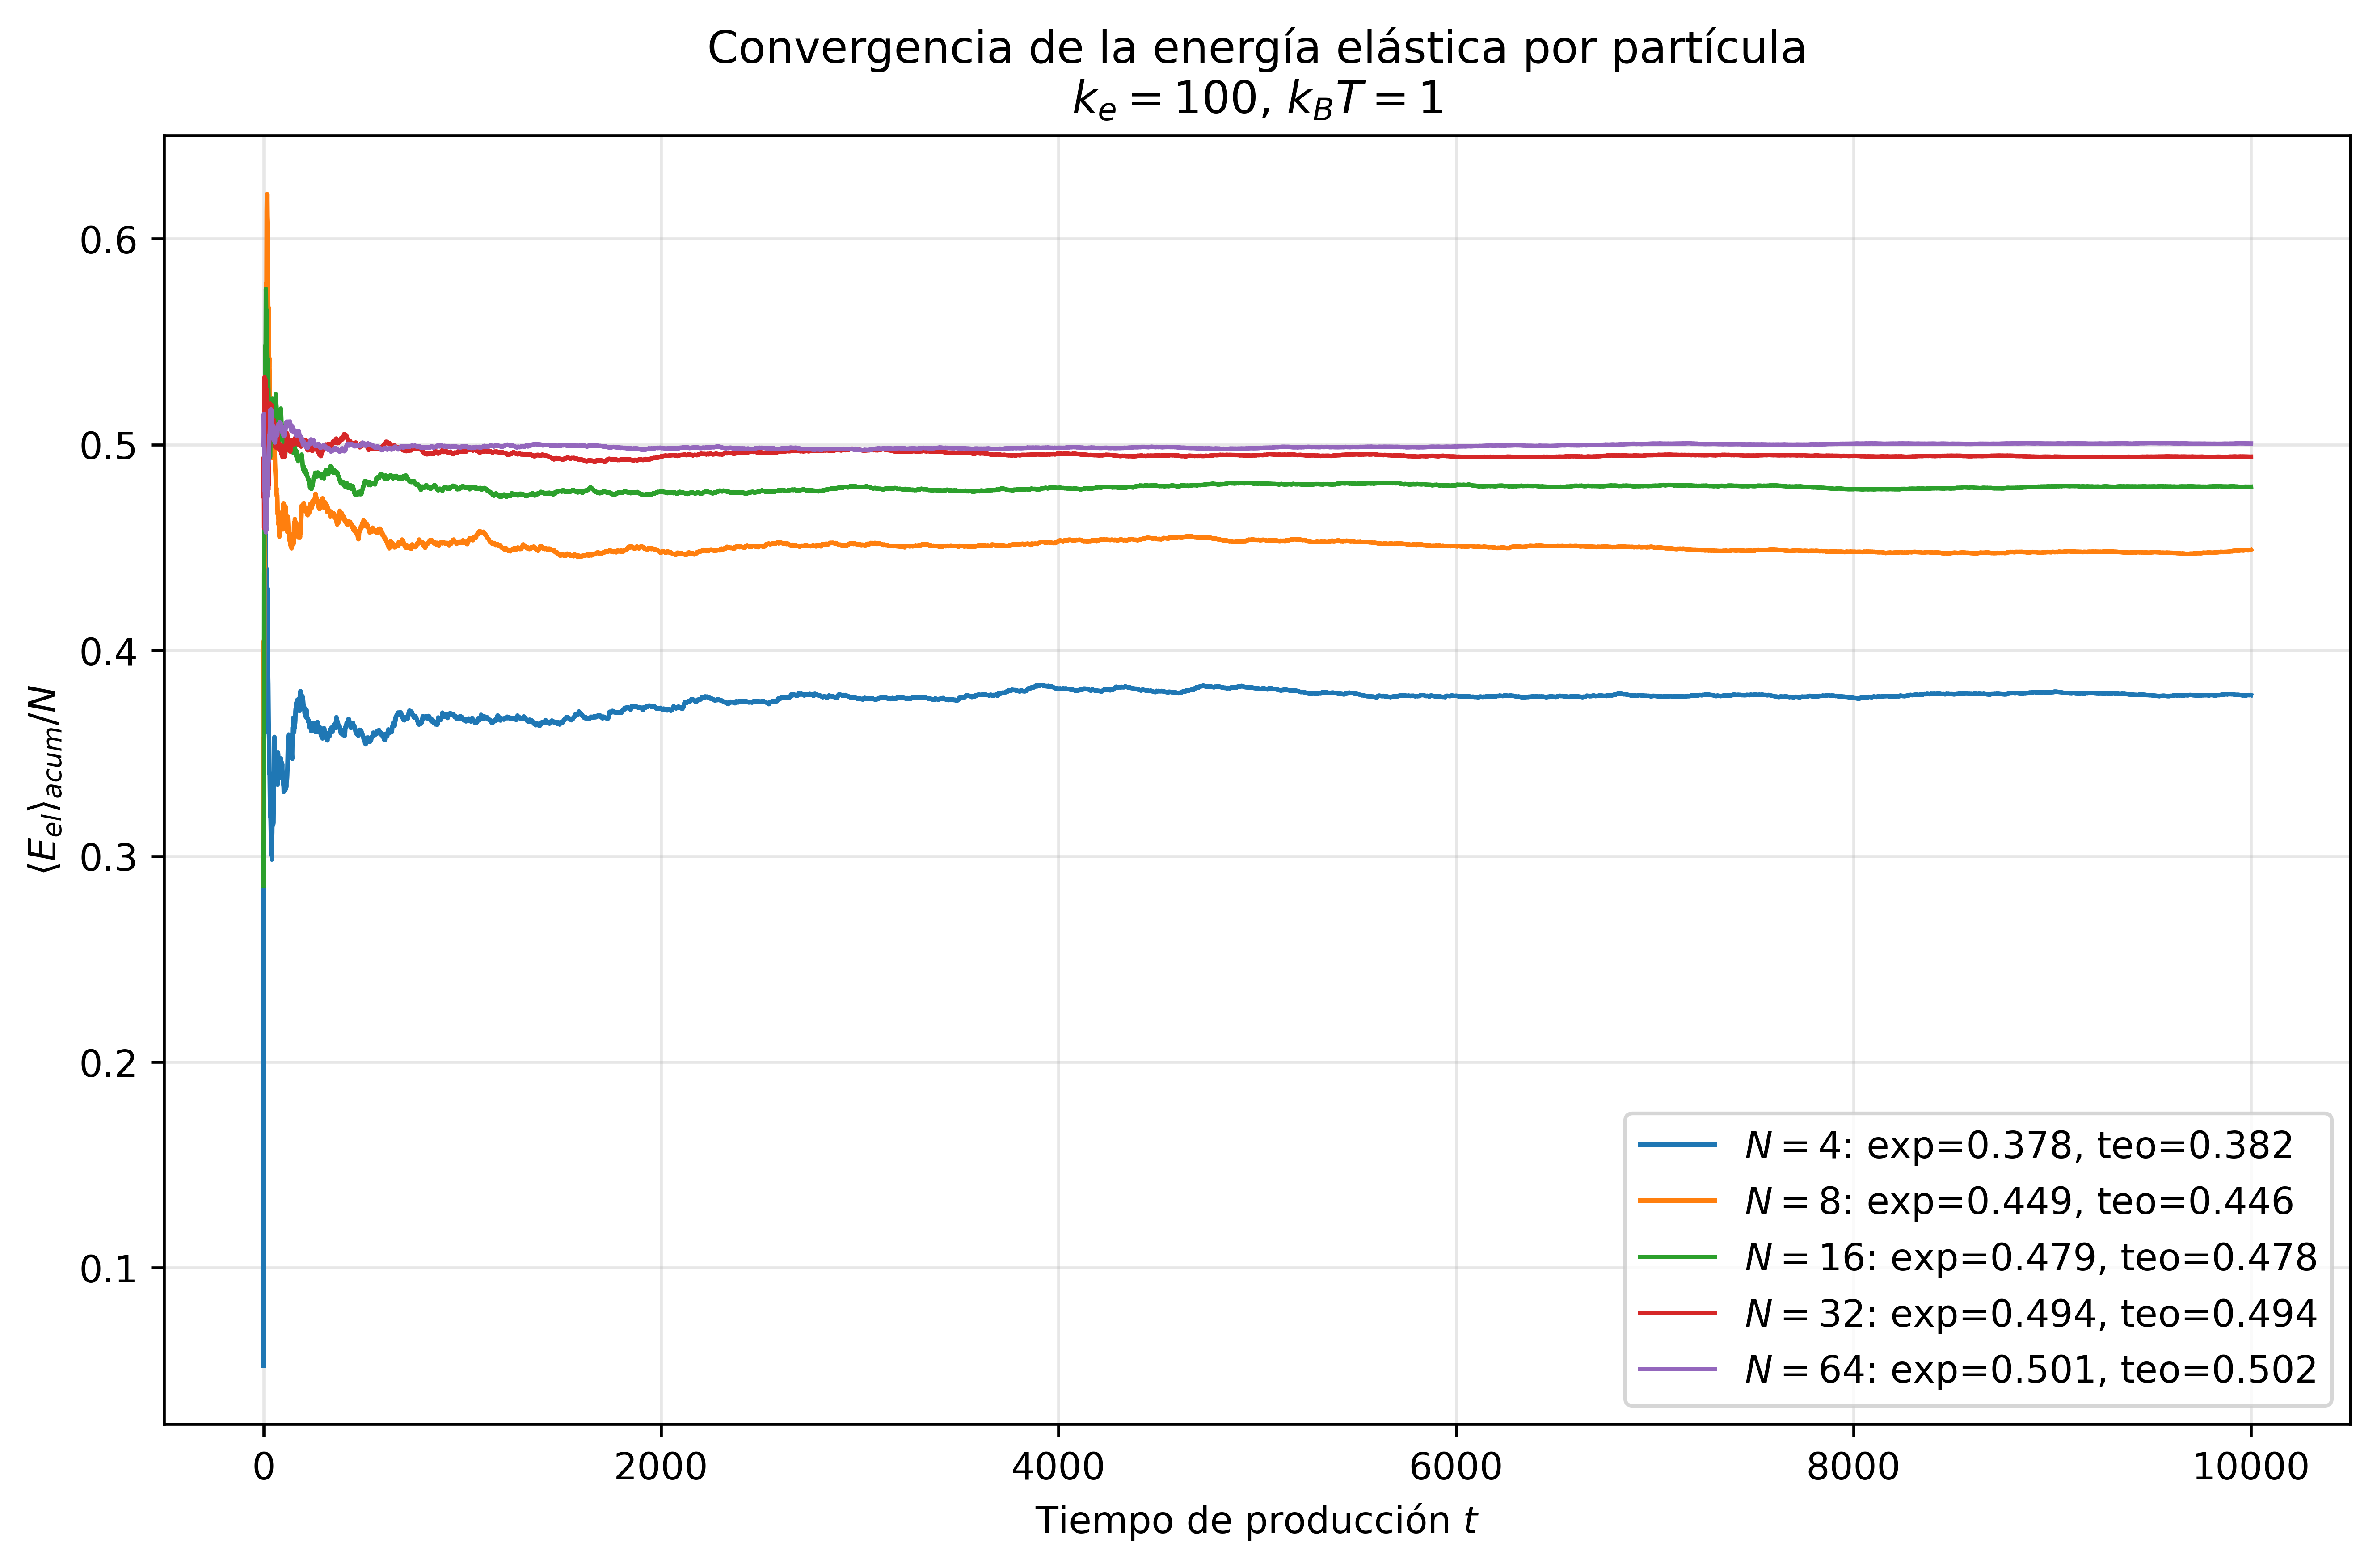 Convergencia de la energía elástica por partícula
k_e = 100, k_BT = 1
⟨E_el⟩_acum/N
0.6
0.5
0.4
0.3
0.2
0.1
0 2000 4000 6000 8000 10000
Tiempo de producción t
N = 4: exp=0.378, teo=0.382
N = 8: exp=0.449, teo=0.446
N = 16: exp=0.479, teo=0.478
N = 32: exp=0.494, teo=0.494
N = 64: exp=0.501, teo=0.502